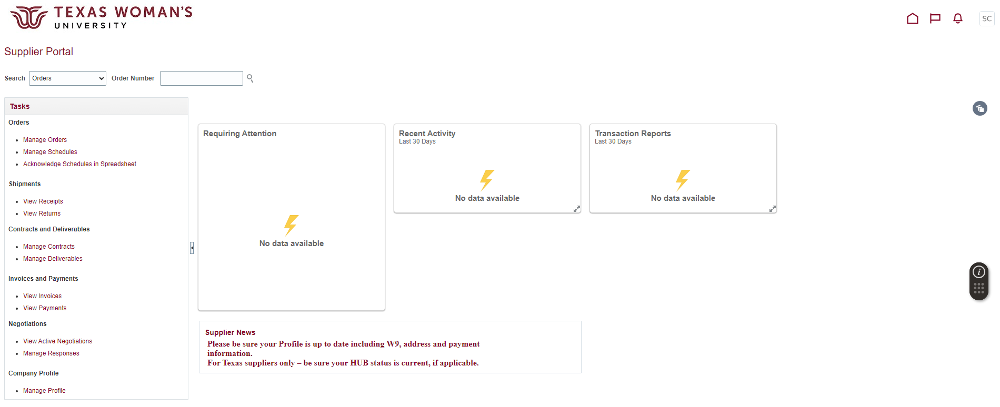 TEXAS WOMAN'S
UNIVERSITY
SC
Supplier Portal
Search Orders Order Number
Tasks
Orders
Manage Orders
Manage Schedules
Acknowledge Schedules in Spreadsheet
Shipments
View Receipts
View Returns
Contracts and Deliverables
Manage Contracts
Manage Deliverables
Invoices and Payments
View Invoices
View Payments
Negotiations
View Active Negotiations
Manage Responses
Company Profile
Manage Profile
Requiring Attention
No data available
Recent Activity
Last 30 Days
No data available
Transaction Reports
Last 30 Days
No data available
Supplier News
Please be sure your Profile is up to date including W9, address and payment
information.
For Texas suppliers only – be sure your HUB status is current, if applicable.
i